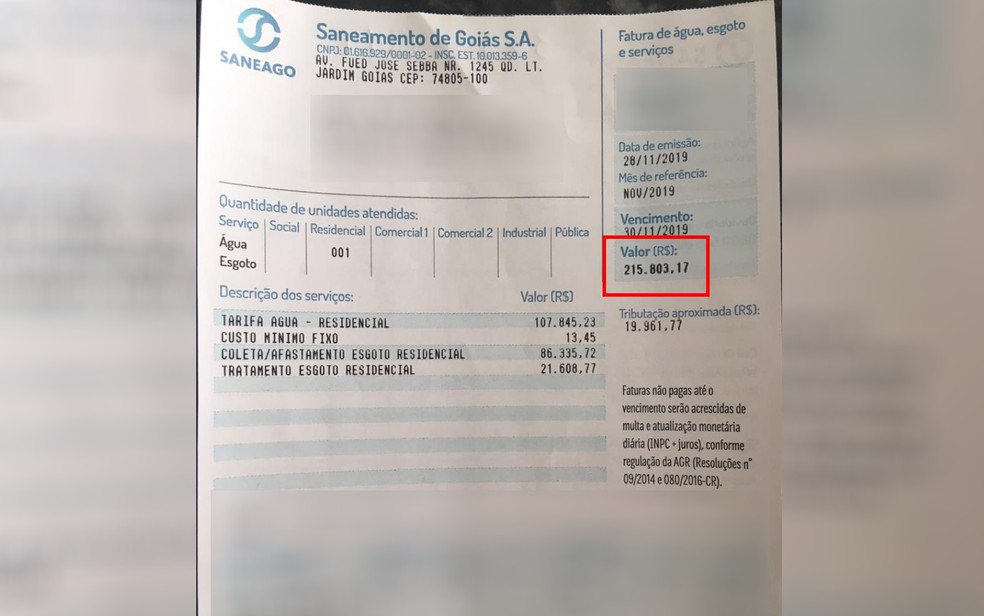 SANEAGO
Saneamento de Goiás S.A.
CNPJ: 01.616.929/0001-02 - INSC. EST. 10.013.359-6
AV. FUED JOSE SEBBA NR. 1245 QD. LT.
JARDIM GOIAS CEP: 74805-100
Fatura de água, esgoto
e serviços
Data de emissão:
28/11/2019
Mês de referência:
NOV/2019
Vencimento:
30/11/2019
Valor (R$):
215.803,17
Tributação aproximada (R$):
19.961,77
Quantidade de unidades atendidas:
Serviço Social Residencial Comercial 1 Comercial 2 Industrial Pública
Água 001
Esgoto
Descrição dos serviços: Valor (R$)
TARIFA AGUA - RESIDENCIAL 107.845,23
CUSTO MINIMO FIXO 13,45
COLETA/AFASTAMENTO ESGOTO RESIDENCIAL 86.335,72
TRATAMENTO ESGOTO RESIDENCIAL 21.608,77
Faturas não pagas até o
vencimento serão acrescidas de
multa e atualização monetária
diária (INPC + juros), conforme
regulação da AGR (Resoluções n°
09/2014 e 080/2016-CR).